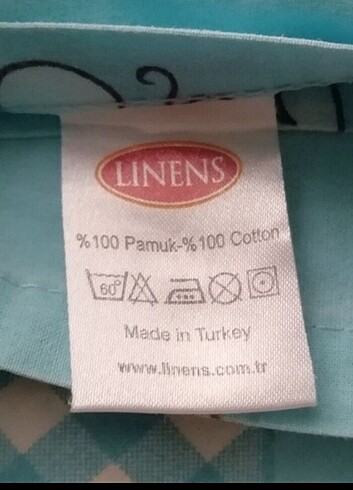 LINENS
%100 Pamuk-%100 Cotton
60°
Made in Turkey
www.linens.com.tr